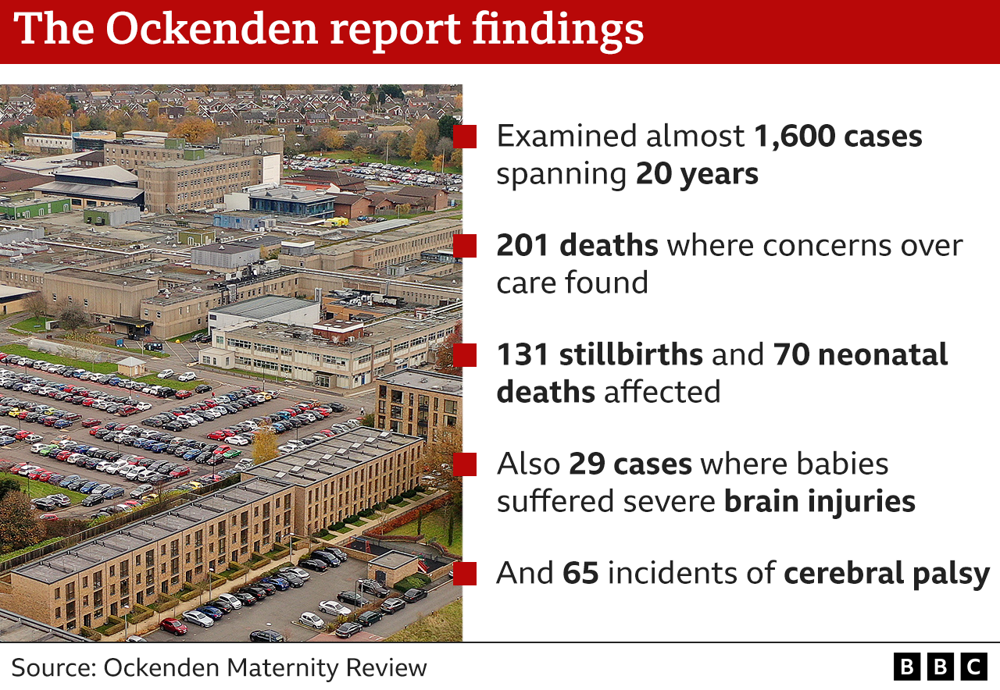 The Ockenden report findings
Examined almost 1,600 cases
spanning 20 years
201 deaths where concerns over
care found
131 stillbirths and 70 neonatal
deaths affected
Also 29 cases where babies
suffered severe brain injuries
And 65 incidents of cerebral palsy
Source: Ockenden Maternity Review
BBC